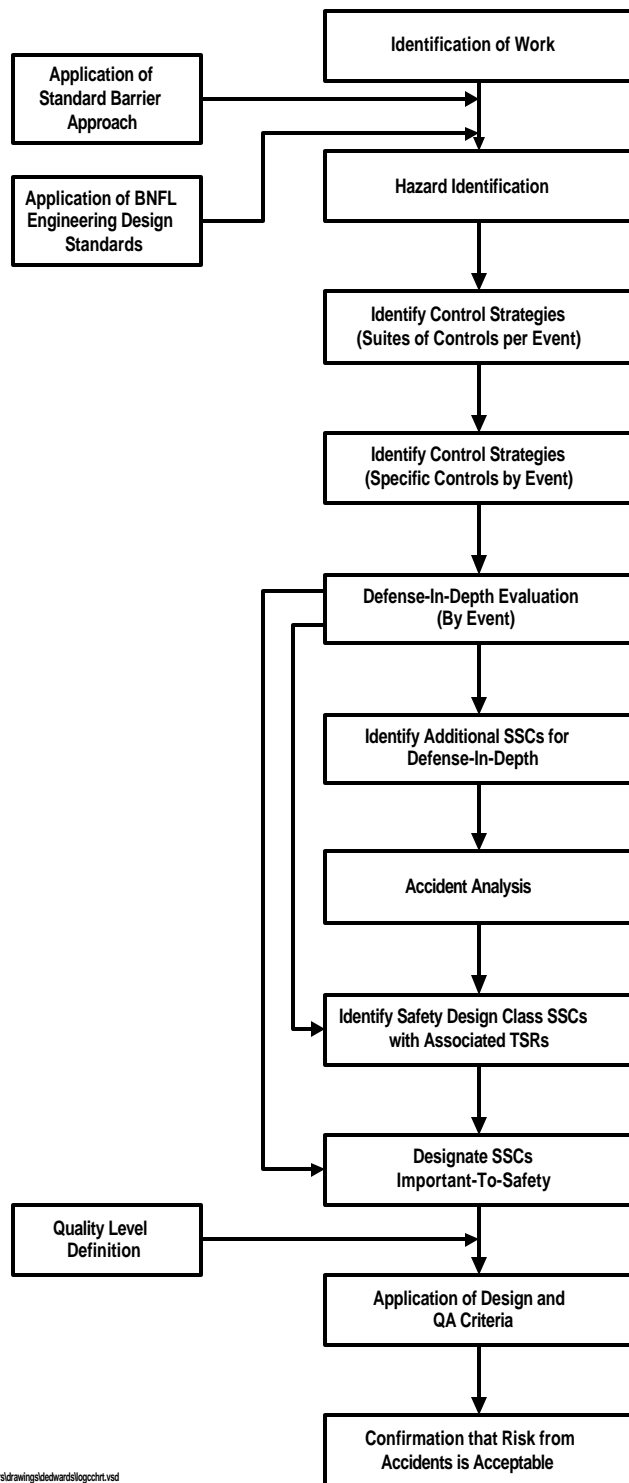 Identification of Work
Application of
Standard Barrier
Approach
Application of BNFL
Engineering Design
Standards
Hazard Identification
Identify Control Strategies
(Suites of Controls per Event)
Identify Control Strategies
(Specific Controls by Event)
Defense-In-Depth Evaluation
(By Event)
Identify Additional SSCs for
Defense-In-Depth
Accident Analysis
Identify Safety Design Class SSCs
with Associated TSRs
Designate SSCs
Important-To-Safety
Quality Level
Definition
Application of Design and
QA Criteria
Confirmation that Risk from
Accidents is Acceptable